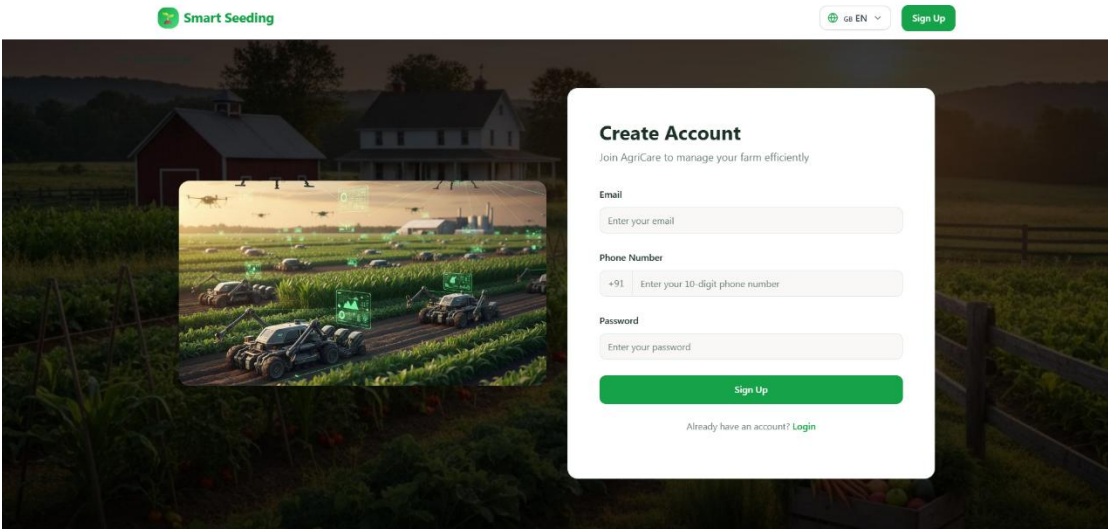 Smart Seeding
GB EN
Sign Up
Create Account
Join AgriCare to manage your farm efficiently
Email
Enter your email
Phone Number
+91 Enter your 10-digit phone number
Password
Enter your password
Sign Up
Already have an account? Login